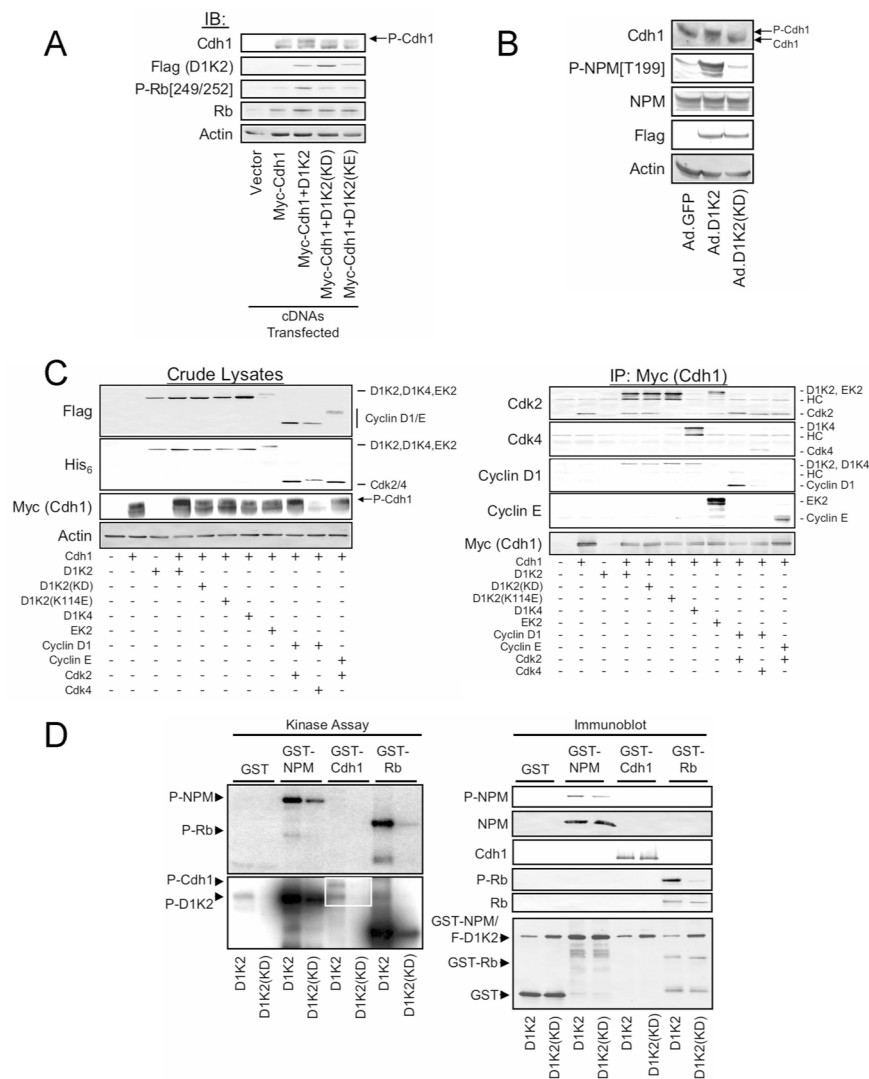 A
IB:
Cdh1
P-Cdh1
Flag (D1K2)
P-Rb[249/252]
Rb
Actin
Vector
Myc-Cdh1
Myc-Cdh1+D1K2
Myc-Cdh1+D1K2(KD)
Myc-Cdh1+D1K2(KE)
cDNAs
Transfected
B
Cdh1
P-Cdh1
Cdh1
P-NPM[T199]
NPM
Flag
Actin
Ad.GFP
Ad.D1K2
Ad.D1K2(KD)
C
Crude Lysates
Flag
D1K2,D1K4,EK2
Cyclin D1/E
His6
D1K2,D1K4,EK2
Cdk2/4
Myc (Cdh1)
P-Cdh1
Actin
Cdh1 - + - + + + + + + + +
D1K2 - - + + - - - - - - -
D1K2(KD) - - - - + - - - - - -
D1K2(K114E) - - - - - + - - - - -
D1K4 - - - - - - + - - - -
EK2 - - - - - - - + - - -
Cyclin D1 - - - - - - - - + + -
Cyclin E - - - - - - - - - - +
Cdk2 - - - - - - - - + - +
Cdk4 - - - - - - - - - + -
IP: Myc (Cdh1)
Cdk2
- D1K2, EK2
- HC
- Cdk2
Cdk4
- D1K4
- HC
- Cdk4
Cyclin D1
- D1K2, D1K4
- HC
- Cyclin D1
Cyclin E
- EK2
- Cyclin E
Myc (Cdh1)
Cdh1 - + - + + + + + + + +
D1K2 - - + + - - - - - - -
D1K2(KD) - - - - + - - - - - -
D1K2(K114E) - - - - - + - - - - -
D1K4 - - - - - - + - - - -
EK2 - - - - - - - + - - -
Cyclin D1 - - - - - - - - + + -
Cyclin E - - - - - - - - - - +
Cdk2 - - - - - - - - + - +
Cdk4 - - - - - - - - - + -
D
Kinase Assay
GST
GST-
NPM
GST-
Cdh1
GST-
Rb
P-NPM
P-Rb
P-Cdh1
P-D1K2
D1K2
D1K2(KD)
D1K2
D1K2(KD)
D1K2
D1K2(KD)
D1K2
D1K2(KD)
Immunoblot
GST
GST-
NPM
GST-
Cdh1
GST-
Rb
P-NPM
NPM
Cdh1
P-Rb
Rb
GST-NPM/
F-D1K2
GST-Rb
GST
D1K2
D1K2(KD)
D1K2
D1K2(KD)
D1K2
D1K2(KD)
D1K2
D1K2(KD)